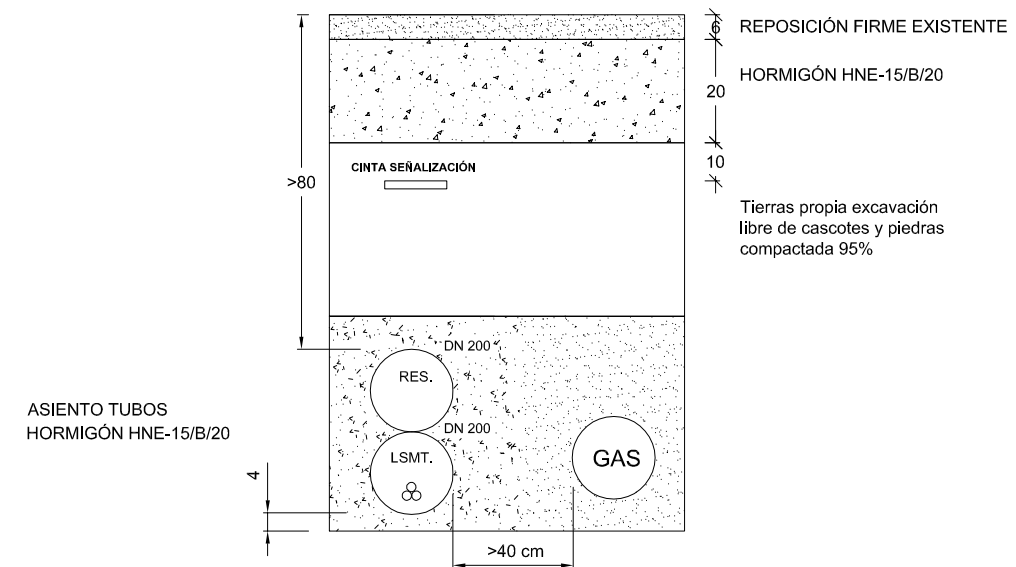 6
REPOSICIÓN FIRME EXISTENTE
HORMIGÓN HNE-15/B/20
20
10
CINTA SEÑALIZACIÓN
>80
Tierras propia excavación
libre de cascotes y piedras
compactada 95%
DN 200
RES.
ASIENTO TUBOS
HORMIGÓN HNE-15/B/20
DN 200
LSMT.
GAS
4
>40 cm